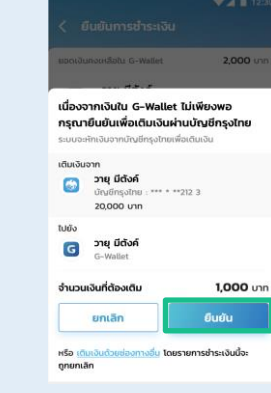 12:30
ยืนยันการชำระเงิน
ยอดเงินคงเหลือใน G-Wallet 2,000 บาท
เนื่องจากเงินใน G-Wallet ไม่เพียงพอ
กรุณายืนยันเพื่อเติมเงินผ่านบัญชีกรุงไทย
ระบบจะหักเงินจากบัญชีกรุงไทยเพื่อเติมเงิน
เติมเงินจาก
วายุ มีตังค์
บัญชีกรุงไทย : *** * **212 3
20,000 บาท
ไปยัง
วายุ มีตังค์
G-Wallet
จำนวนเงินที่ต้องเติม 1,000 บาท
ยกเลิก ยืนยัน
หรือ เติมเงินด้วยช่องทางอื่น โดยรายการชำระเงินนี้จะ
ถูกยกเลิก